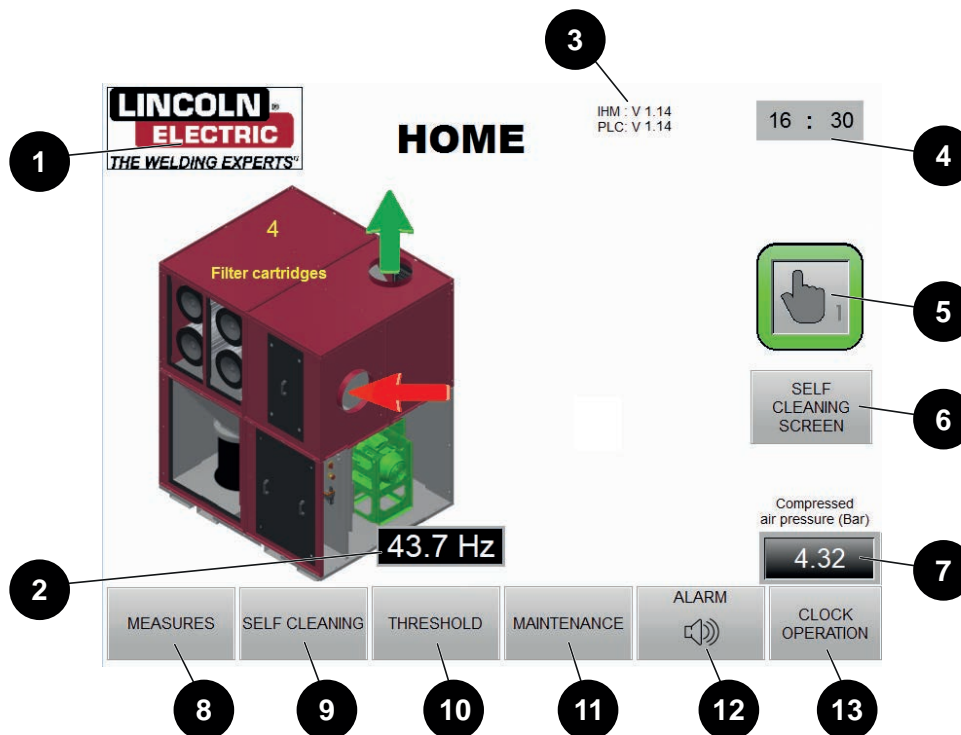 3
LINCOLN ®
ELECTRIC
THE WELDING EXPERTS®
HOME
IHM : V 1.14
PLC: V 1.14
16 : 30
1
4
4
Filter cartridges
1
5
SELF
CLEANING
SCREEN
6
Compressed
air pressure (Bar)
43.7 Hz
4.32
2
7
MEASURES
SELF CLEANING
THRESHOLD
MAINTENANCE
ALARM
CLOCK
OPERATION
8
9
10
11
12
13